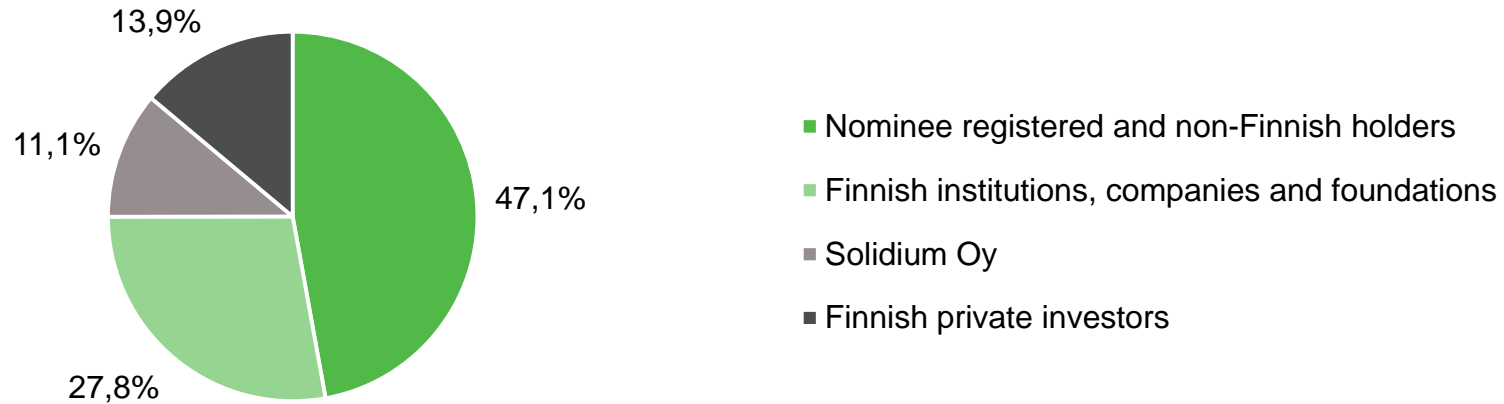 13,9%
11,1%
47,1%
27,8%
Nominee registered and non-Finnish holders
Finnish institutions, companies and foundations
Solidium Oy
Finnish private investors